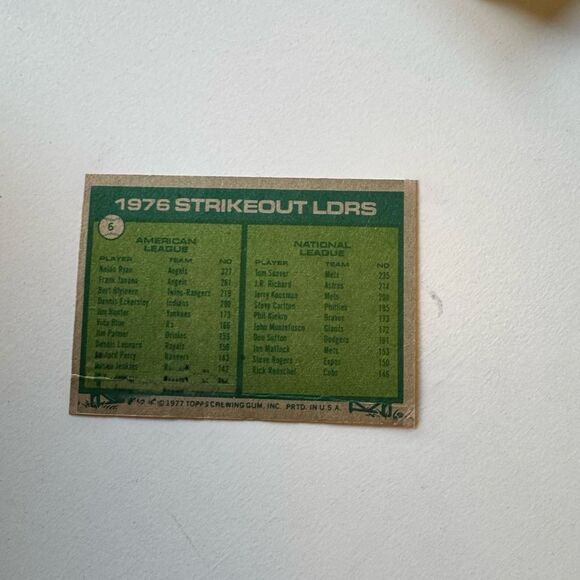 1976 STRIKEOUT LDRS
6
AMERICAN LEAGUE
PLAYER TEAM NO
Nolan Ryan Angels 327
Frank Tanana Angels 261
Bert Blyleven Twins-Rangers 219
Dennis Eckersley Indians 200
Jim Hunter Yankees 173
Vida Blue A's 166
Jim Palmer Orioles 159
Dennis Leonard Royals 150
Gaylord Perry Rangers 143
Jenkins 142
NATIONAL LEAGUE
PLAYER TEAM NO
Tom Seaver Mets 235
J.R. Richard Astros 214
Jerry Koosman Mets 200
Steve Carlton Phillies 195
Phil Niekro Braves 173
John Montefusco Giants 172
Don Sutton Dodgers 161
Jon Matlack Mets 153
Steve Rogers Expos 150
Rick Reuschel Cubs 146
©1977 TOPPS CHEWING GUM, INC. PRTD. IN U.S.A.